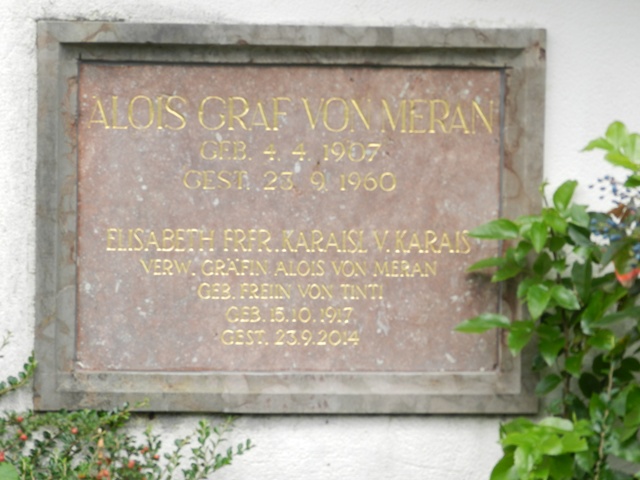 ALOIS GRAF VON MERAN
GEB. 4. 4. 1907
GEST. 23. 9. 1960
ELISABETH FRFR. KARAISL V. KARAIS
VERW. GRÄFIN ALOIS VON MERAN
GEB. FREIIN VON TINTI
GEB. 15.10.1917
GEST. 23.9.2014